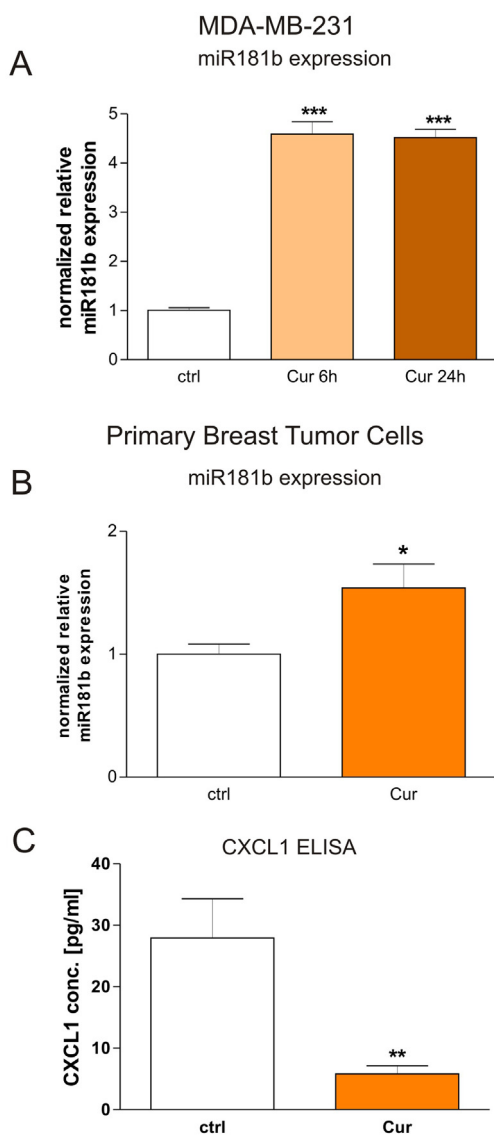 MDA-MB-231
A
miR181b expression
normalized relative
miR181b expression
5
4
3
2
1
0
***
***
ctrl
Cur 6h
Cur 24h
Primary Breast Tumor Cells
B
miR181b expression
normalized relative
miR181b expression
2
1
0
*
ctrl
Cur
C
CXCL1 ELISA
CXCL1 conc. [pg/ml]
40
30
20
10
0
**
ctrl
Cur